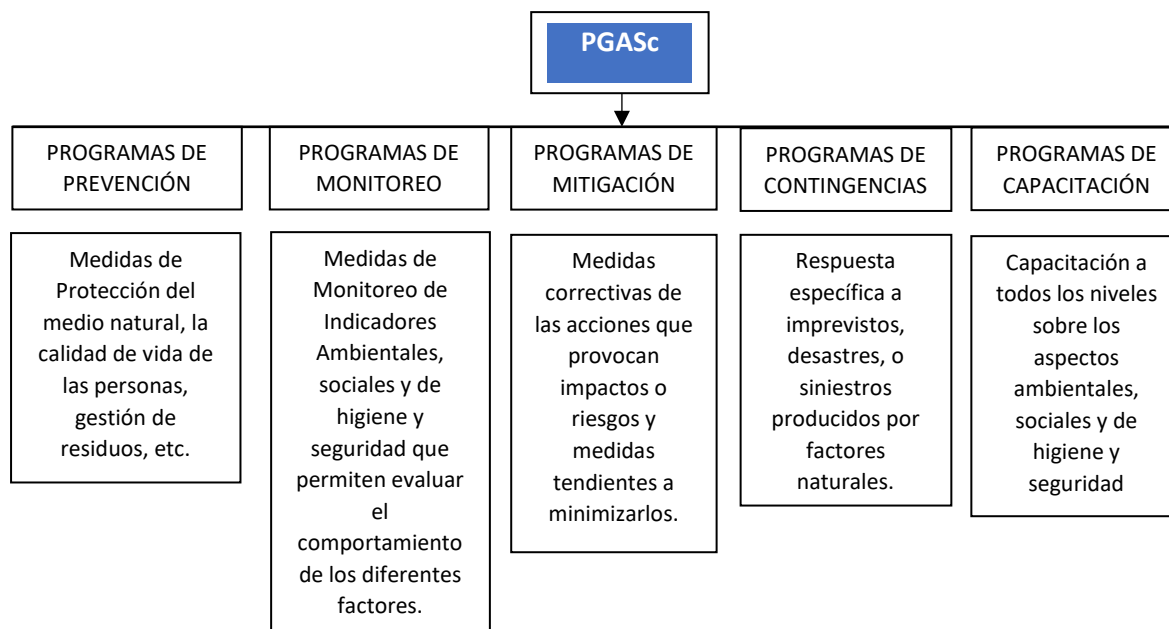 PGASc
PROGRAMAS DE
PREVENCIÓN
PROGRAMAS DE
MONITOREO
PROGRAMAS DE
MITIGACIÓN
PROGRAMAS DE
CONTINGENCIAS
PROGRAMAS DE
CAPACITACIÓN
Medidas de
Protección del
medio natural, la
calidad de vida de
las personas,
gestión de
residuos, etc.
Medidas de
Monitoreo de
Indicadores
Ambientales,
sociales y de
higiene y
seguridad que
permiten evaluar
el
comportamiento
de los diferentes
factores.
Medidas
correctivas de
las acciones que
provocan
impactos o
riesgos y
medidas
tendientes a
minimizarlos.
Respuesta
específica a
imprevistos,
desastres, o
siniestros
producidos por
factores
naturales.
Capacitación a
todos los niveles
sobre los
aspectos
ambientales,
sociales y de
higiene y
seguridad